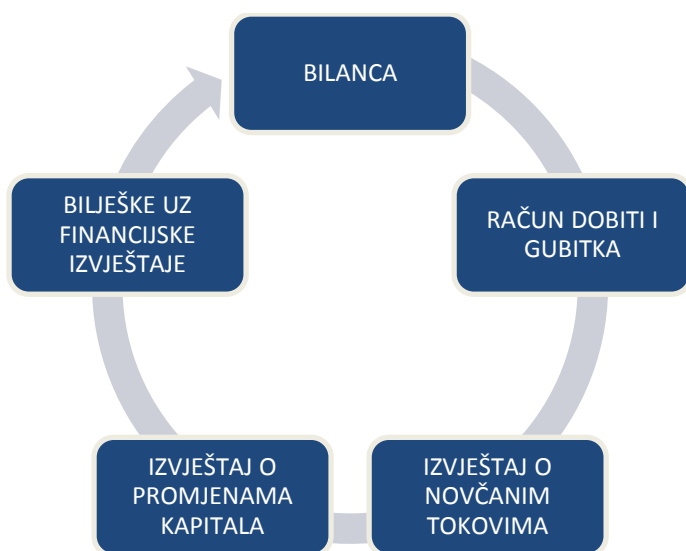 BILANCA
RAČUN DOBITI I
GUBITKA
IZVJEŠTAJ O
NOVČANIM
TOKOVIMA
IZVJEŠTAJ O
PROMJENAMA
KAPITALA
BILJEŠKE UZ
FINANCIJSKE
IZVJEŠTAJE